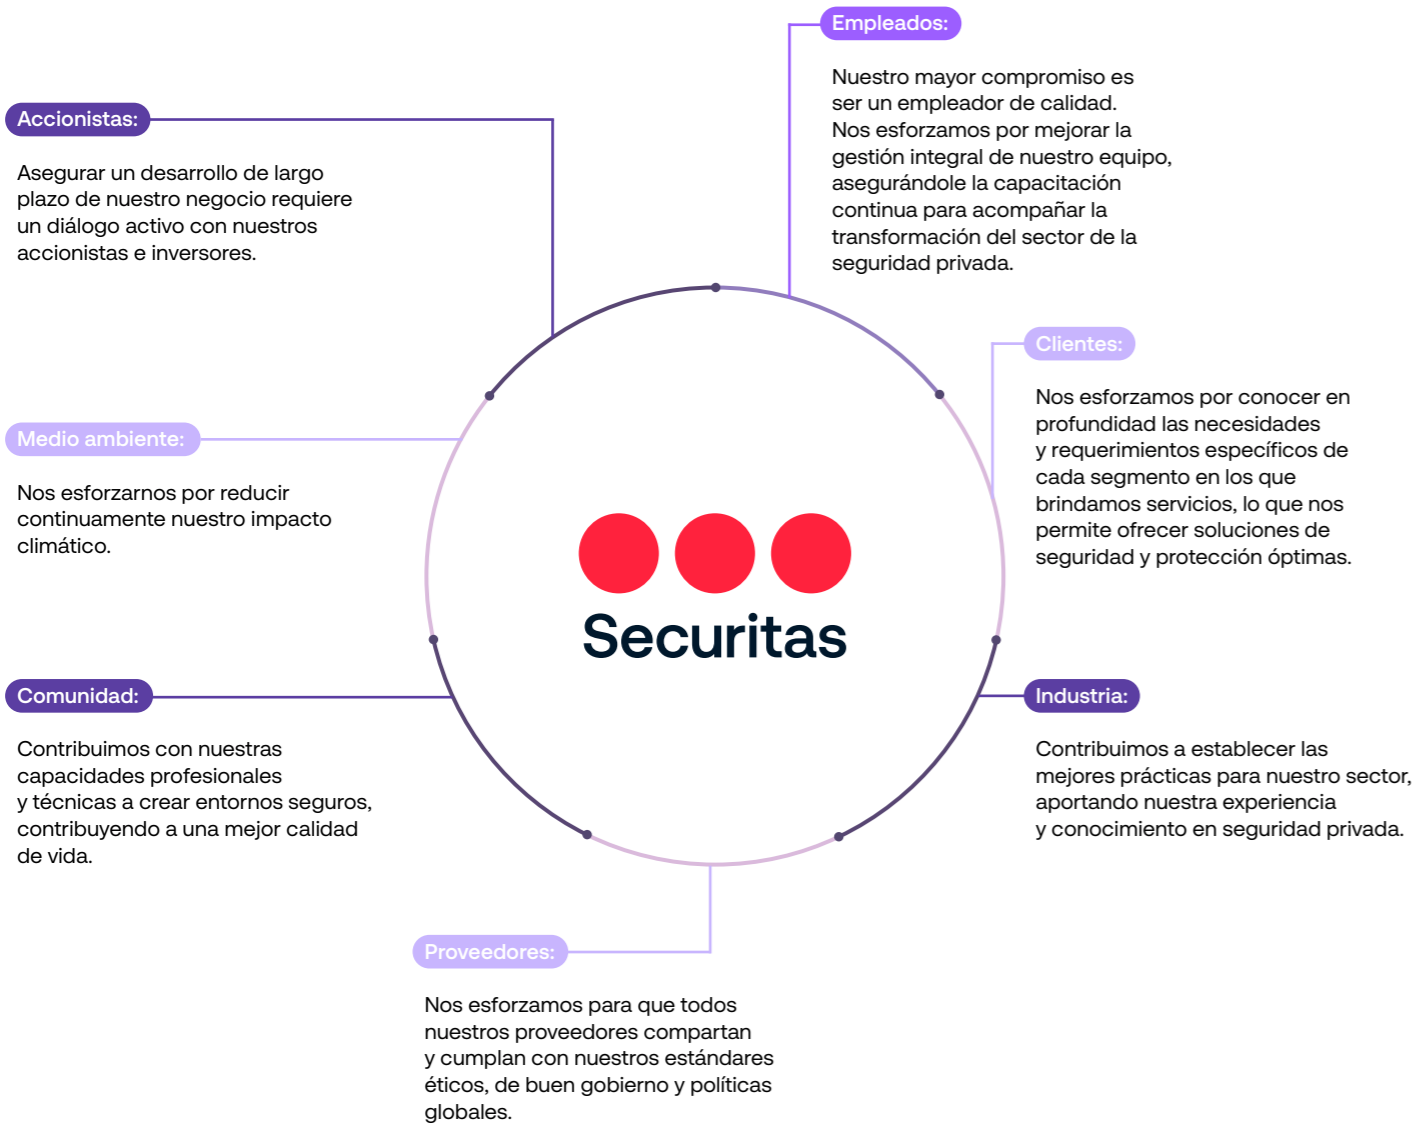 Empleados:
Nuestro mayor compromiso es
ser un empleador de calidad.
Nos esforzamos por mejorar la
gestión integral de nuestro equipo,
asegurándole la capacitación
continua para acompañar la
transformación del sector de la
seguridad privada.
Accionistas:
Asegurar un desarrollo de largo
plazo de nuestro negocio requiere
un diálogo activo con nuestros
accionistas e inversores.
Clientes:
Nos esforzamos por conocer en
profundidad las necesidades
y requerimientos específicos de
cada segmento en los que
brindamos servicios, lo que nos
permite ofrecer soluciones de
seguridad y protección óptimas.
Medio ambiente:
Nos esforzarnos por reducir
continuamente nuestro impacto
climático.
Securitas
Comunidad:
Contribuimos con nuestras
capacidades profesionales
y técnicas a crear entornos seguros,
contribuyendo a una mejor calidad
de vida.
Industria:
Contribuimos a establecer las
mejores prácticas para nuestro sector,
aportando nuestra experiencia
y conocimiento en seguridad privada.
Proveedores:
Nos esforzamos para que todos
nuestros proveedores compartan
y cumplan con nuestros estándares
éticos, de buen gobierno y políticas
globales.